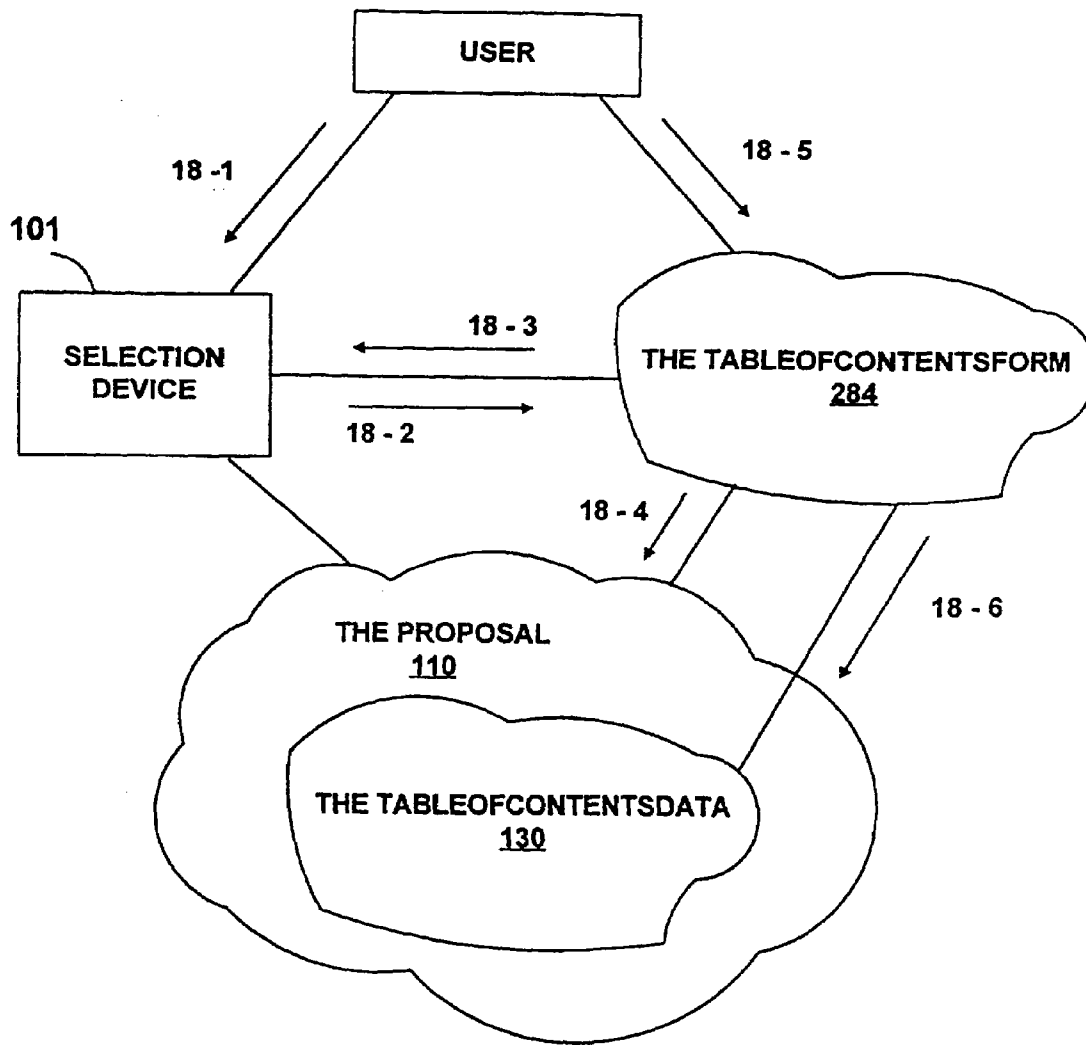 USER
18 -1
18 - 5
101
SELECTION
DEVICE
18 - 3
18 - 2
THE TABLEOFCONTENTSFORM
284
18 - 4
18 - 6
THE PROPOSAL
110
THE TABLEOFCONTENTSDATA
130